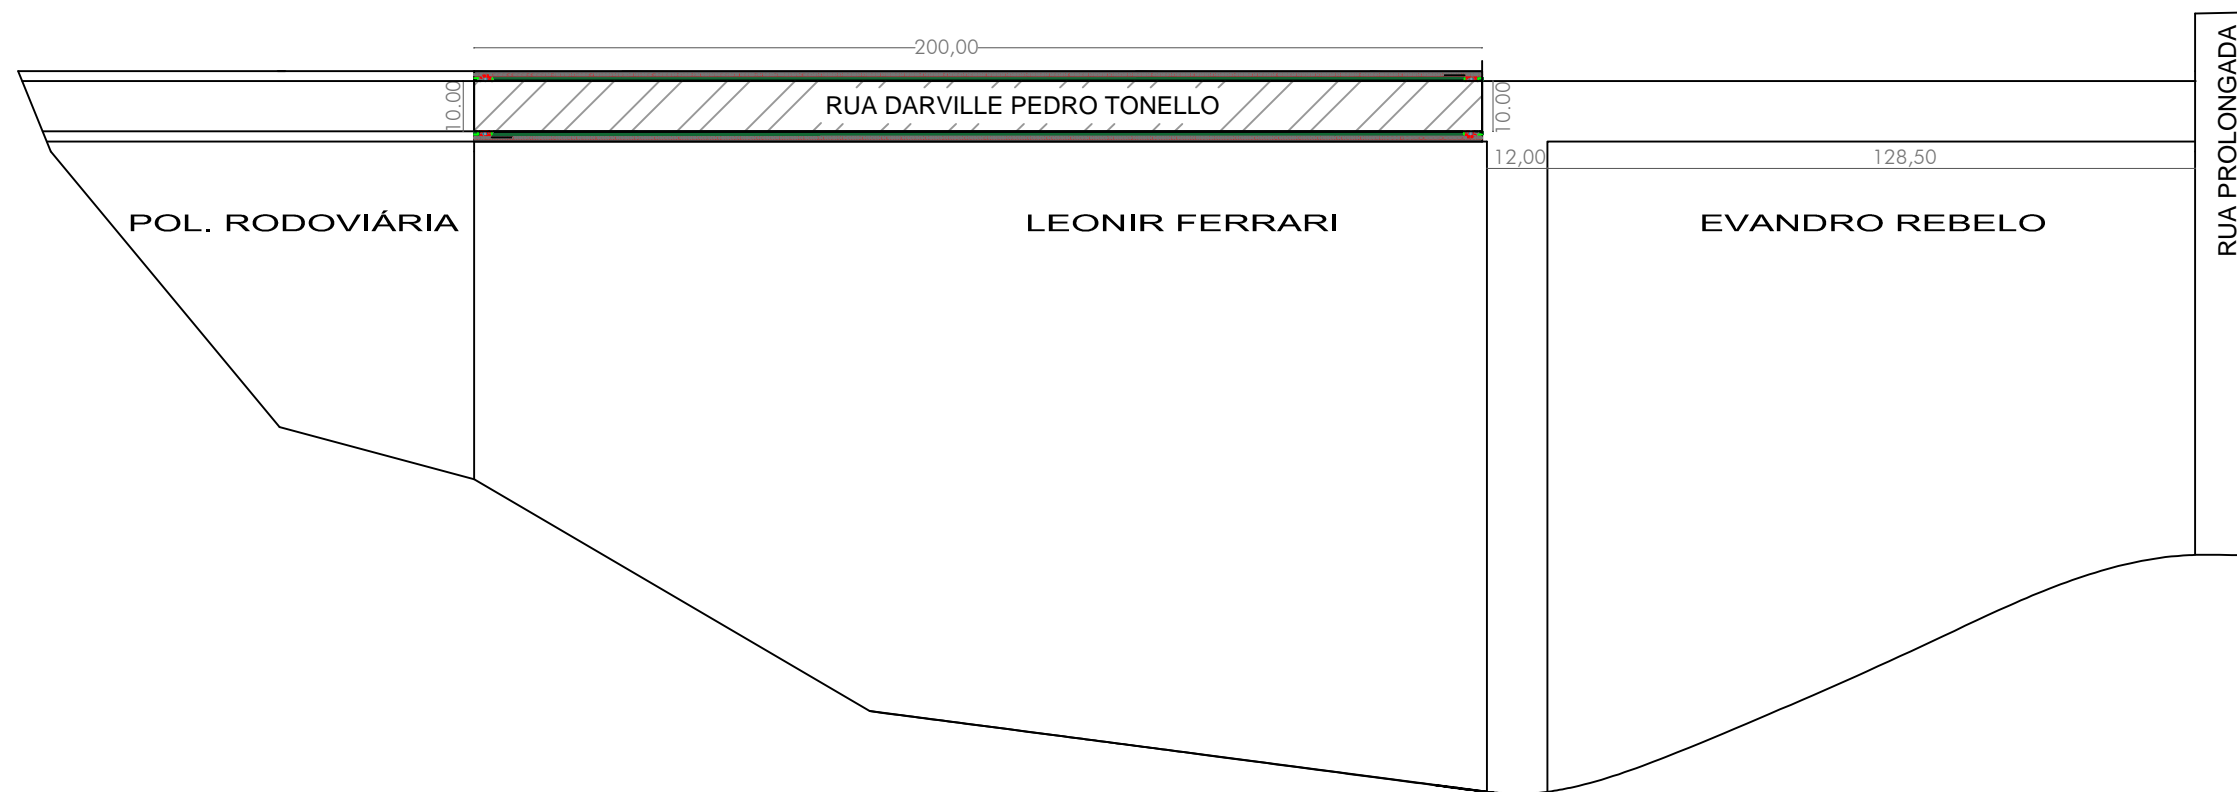 200,00
10.00
RUA DARVILLE PEDRO TONELLO
10.00
RUA PROLONGADA
12,00
128,50
POL. RODOVIÁRIA
LEONIR FERRARI
EVANDRO REBELO